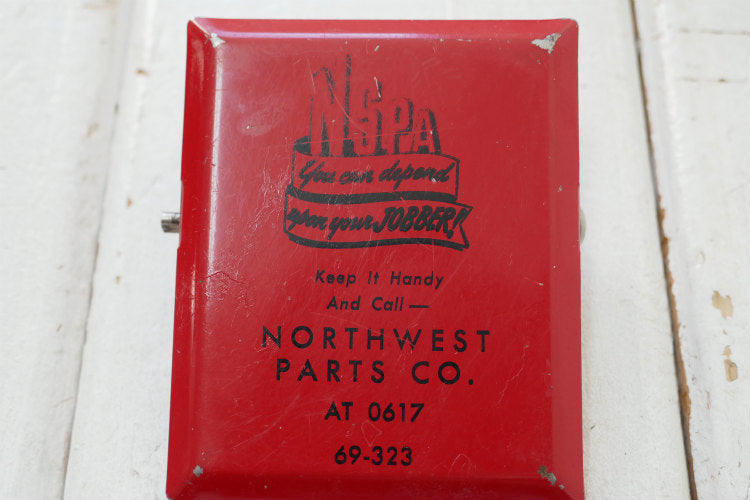 NSPA
You can depend
upon your JOBBER!!
Keep It Handy
And Call —
NORTHWEST
PARTS CO.
AT 0617
69-323